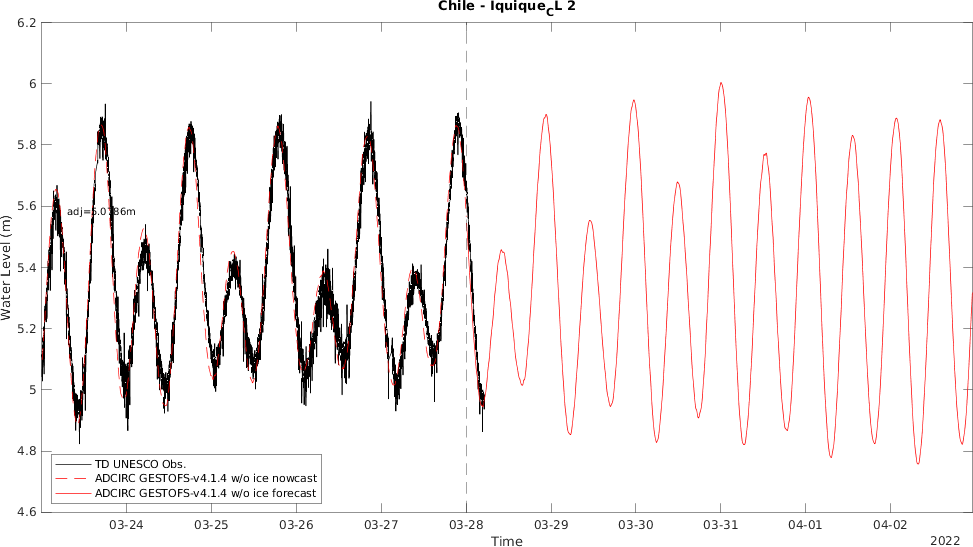 Chile - Iquique_CL 2
6.2
6
5.8
5.6
5.4
5.2
5
4.8
4.6
Water Level (m)
adj=5.0786m
TD UNESCO Obs.
ADCIRC GESTOFS-v4.1.4 w/o ice nowcast
ADCIRC GESTOFS-v4.1.4 w/o ice forecast
03-24 03-25 03-26 03-27 03-28 03-29 03-30 03-31 04-01 04-02
Time
2022